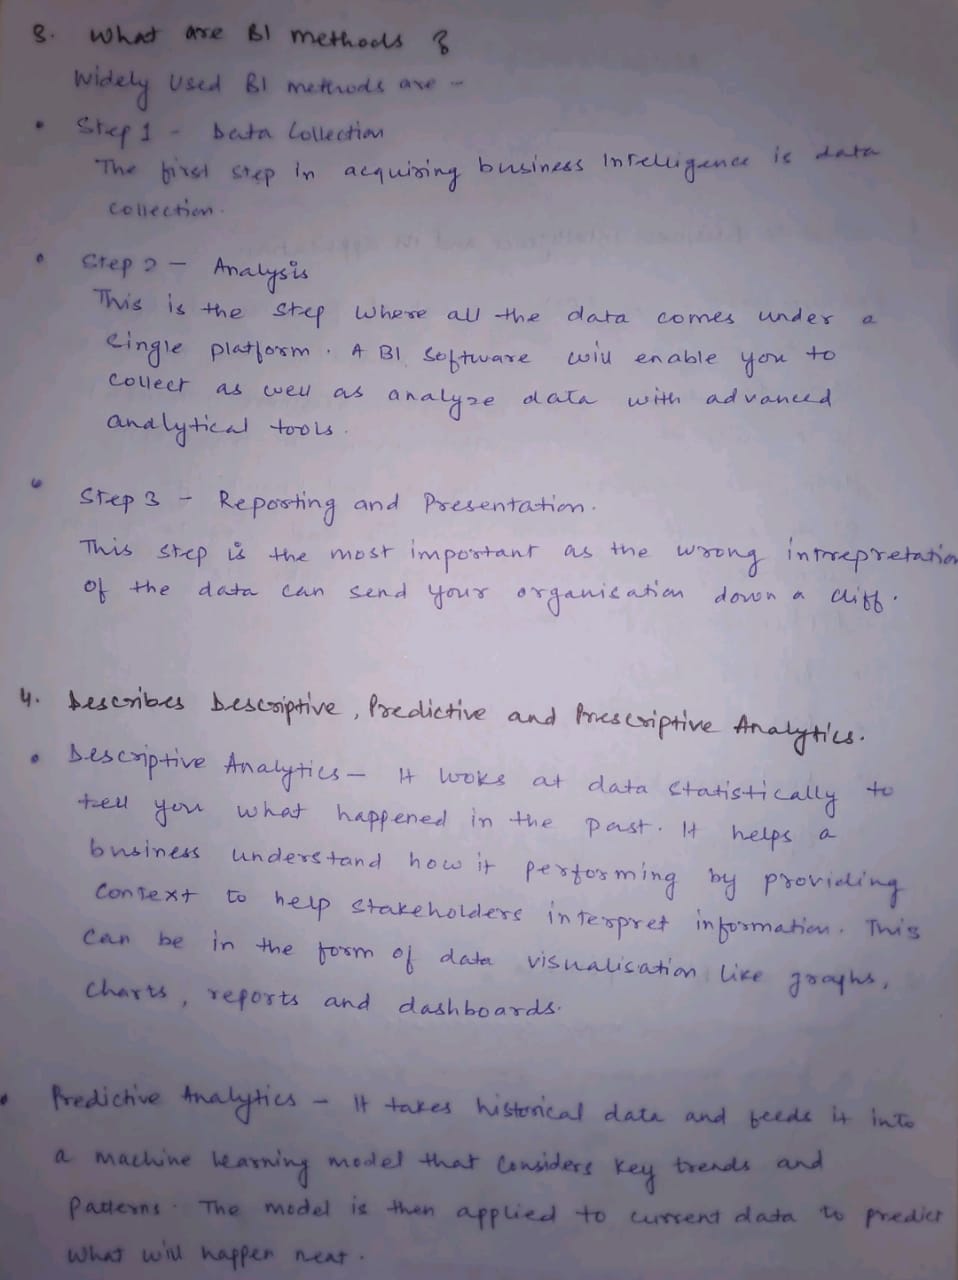 3. What are BI methods ?
Widely Used BI methods are -
• Step 1 - Data Collection
The first step in acquiring business Intelligence is data
collection.
• Step 2 - Analysis
This is the step where all the data comes under a
single platform. A BI software will enable you to
collect as well as analyze data with advanced
analytical tools.
• Step 3 - Reporting and Presentation.
This step is the most important as the wrong intrepretation
of the data can send your organisation down a cliff.
4. Describes Descriptive, Predictive and Prescriptive Analytics.
• Descriptive Analytics - It looks at data statistically to
tell you what happened in the past. It helps a
business understand how it performing by providing
context to help stakeholders interpret information. This
can be in the form of data visualisation like graphs,
charts, reports and dashboards.
• Predictive Analytics - It takes historical data and feeds it into
a machine learning model that considers key trends and
patterns. The model is then applied to current data to predict
what will happen next.